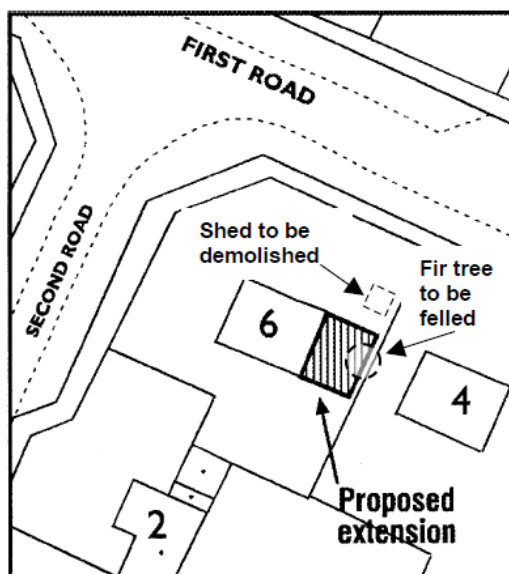 FIRST ROAD
SECOND ROAD
Shed to be
demolished
Fir tree
to be
felled
6
4
Proposed
extension
2